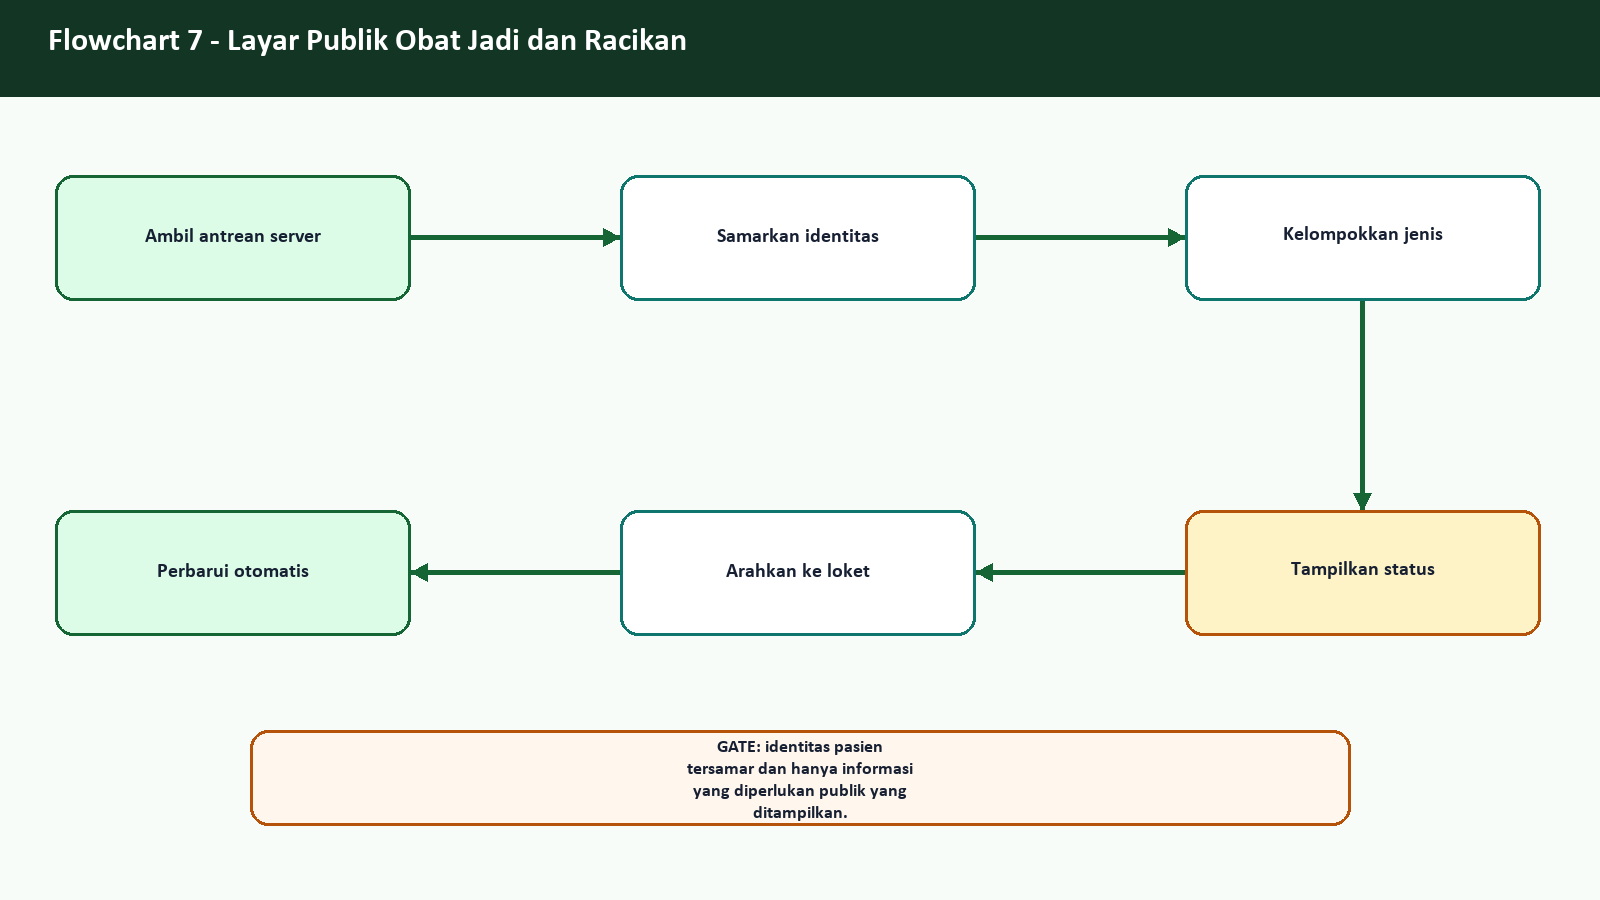 Flowchart 7 - Layar Publik Obat Jadi dan Racikan
Ambil antrean server
Samarkan identitas
Kelompokkan jenis
Tampilkan status
Arahkan ke loket
Perbarui otomatis
GATE: identitas pasien
tersamar dan hanya informasi
yang diperlukan publik yang
ditampilkan.